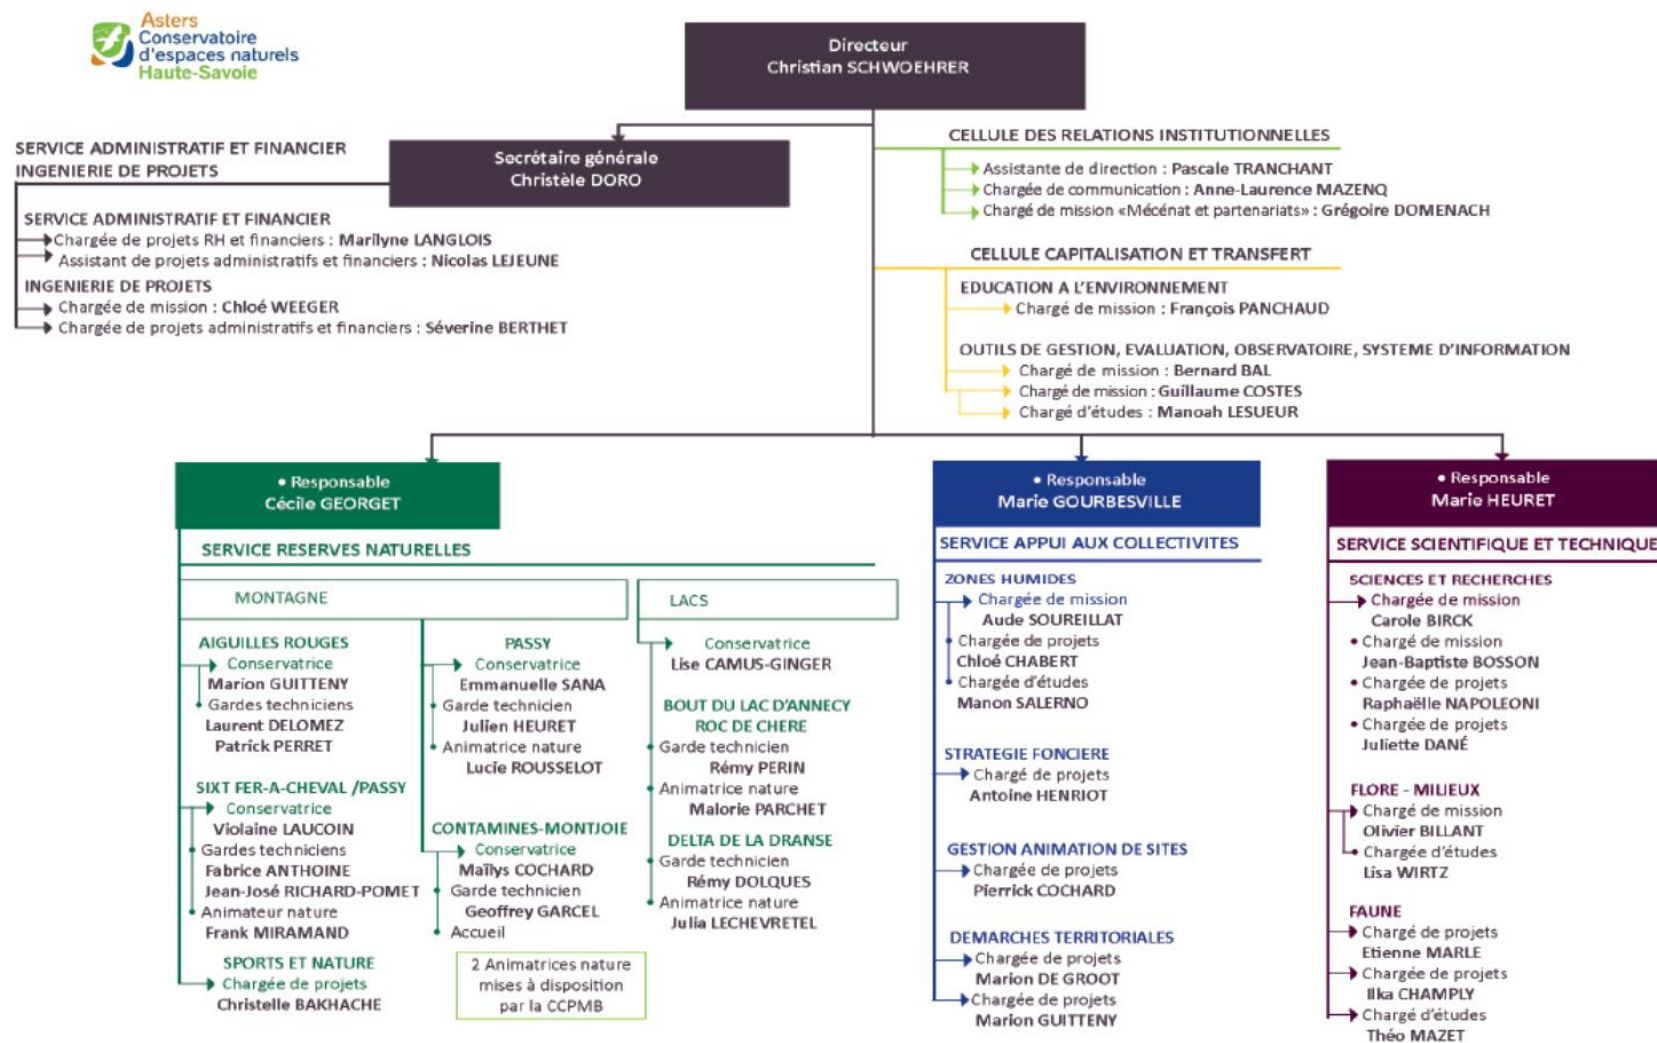 Asters
Conservatoire
d'espaces naturels
Haute-Savoie
Directeur
Christian SCHWOEHRER
SERVICE ADMINISTRATIF ET FINANCIER
INGENIERIE DE PROJETS
Secrétaire générale
Christèle DORO
SERVICE ADMINISTRATIF ET FINANCIER
Chargée de projets RH et financiers : Marilyne LANGLOIS
Assistant de projets administratifs et financiers : Nicolas LEJEUNE
INGENIERIE DE PROJETS
Chargée de mission : Chloé WEEGER
Chargée de projets administratifs et financiers : Séverine BERTHET
CELLULE DES RELATIONS INSTITUTIONNELLES
Assistante de direction : Pascale TRANCHANT
Chargée de communication : Anne-Laurence MAZENQ
Chargé de mission «Mécénat et partenariats» : Grégoire DOMENACH
CELLULE CAPITALISATION ET TRANSFERT
EDUCATION A L'ENVIRONNEMENT
Chargé de mission : François PANCHAUD
OUTILS DE GESTION, EVALUATION, OBSERVATOIRE, SYSTEME D'INFORMATION
Chargé de mission : Bernard BAL
Chargé de mission : Guillaume COSTES
Chargé d'études : Manoah LESUEUR
• Responsable
Cécile GEORGET
SERVICE RESERVES NATURELLES
MONTAGNE
AIGUILLES ROUGES
Conservatrice
Marion GUITTENY
Gardes techniciens
Laurent DELOMEZ
Patrick PERRET
SIXT FER-A-CHEVAL /PASSY
Conservatrice
Violaine LAUCOIN
Gardes techniciens
Fabrice ANTHOINE
Jean-José RICHARD-POMET
Animateur nature
Frank MIRAMAND
SPORTS ET NATURE
Chargée de projets
Christelle BAKHACHE
PASSY
Conservatrice
Emmanuelle SANA
Garde technicien
Julien HEURET
Animatrice nature
Lucie ROUSSELOT
CONTAMINES-MONTJOIE
Conservatrice
Maïlys COCHARD
Garde technicien
Geoffrey GARCEL
Accueil
2 Animatrices nature
mises à disposition
par la CCPMB
LACS
Conservatrice
Lise CAMUS-GINGER
BOUT DU LAC D'ANNECY
ROC DE CHERE
Garde technicien
Rémy PERIN
Animatrice nature
Malorie PARCHET
DELTA DE LA DRANSE
Garde technicien
Rémy DOLQUES
Animatrice nature
Julia LECHEVRETEL
• Responsable
Marie GOURBESVILLE
SERVICE APPUI AUX COLLECTIVITES
ZONES HUMIDES
Chargée de mission
Aude SOUREILLAT
Chargée de projets
Chloé CHABERT
Chargée d'études
Manon SALERNO
STRATEGIE FONCIERE
Chargé de projets
Antoine HENRIOT
GESTION ANIMATION DE SITES
Chargée de projets
Pierrick COCHARD
DEMARCHES TERRITORIALES
Chargée de projets
Marion DE GROOT
Chargée de projets
Marion GUITTENY
• Responsable
Marie HEURET
SERVICE SCIENTIFIQUE ET TECHNIQUE
SCIENCES ET RECHERCHES
Chargée de mission
Carole BIRCK
• Chargé de mission
Jean-Baptiste BOSSON
• Chargée de projets
Raphaëlle NAPOLEONI
• Chargée de projets
Juliette DANÉ
FLORE - MILIEUX
Chargé de mission
Olivier BILLANT
Chargée d'études
Lisa WIRTZ
FAUNE
Chargé de projets
Etienne MARLE
Chargée de projets
Ilka CHAMPLY
Chargé d'études
Théo MAZET